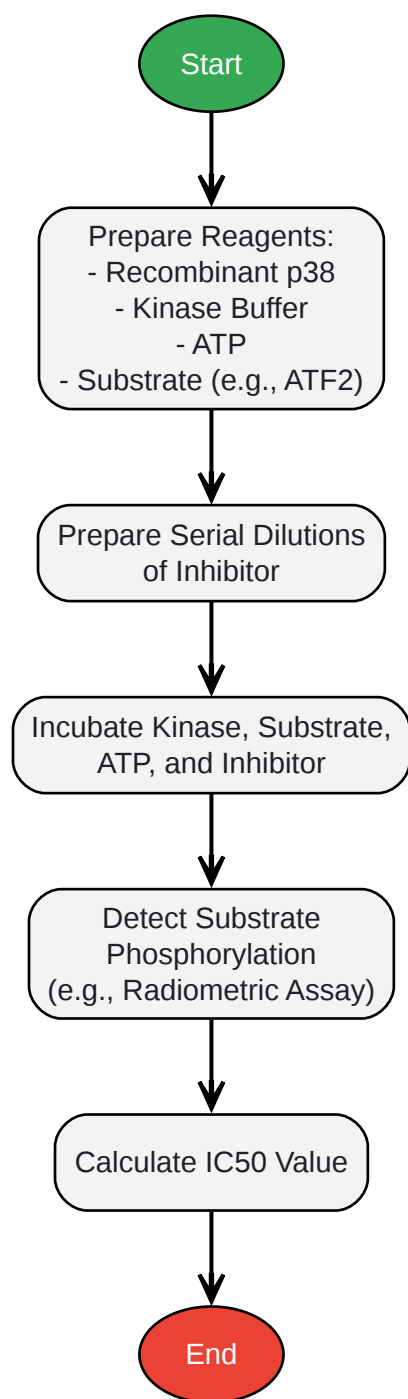 Start
Prepare Reagents:
- Recombinant p38
- Kinase Buffer
- ATP
- Substrate (e.g., ATF2)
Prepare Serial Dilutions
of Inhibitor
Incubate Kinase, Substrate,
ATP, and Inhibitor
Detect Substrate
Phosphorylation
(e.g., Radiometric Assay)
Calculate IC50 Value
End